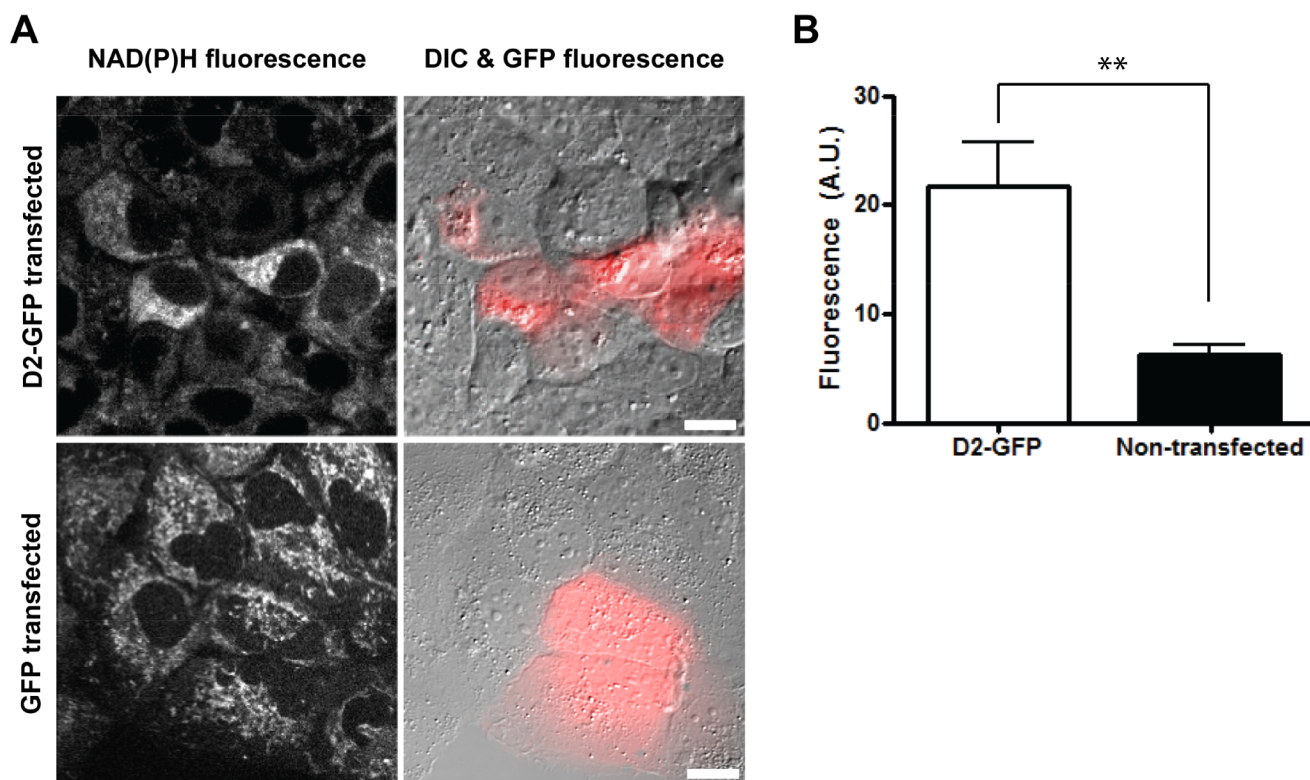 A
NAD(P)H fluorescence
DIC & GFP fluorescence
D2-GFP transfected
GFP transfected
B
**
Fluorescence (A.U.)
30
20
10
0
D2-GFP
Non-transfected